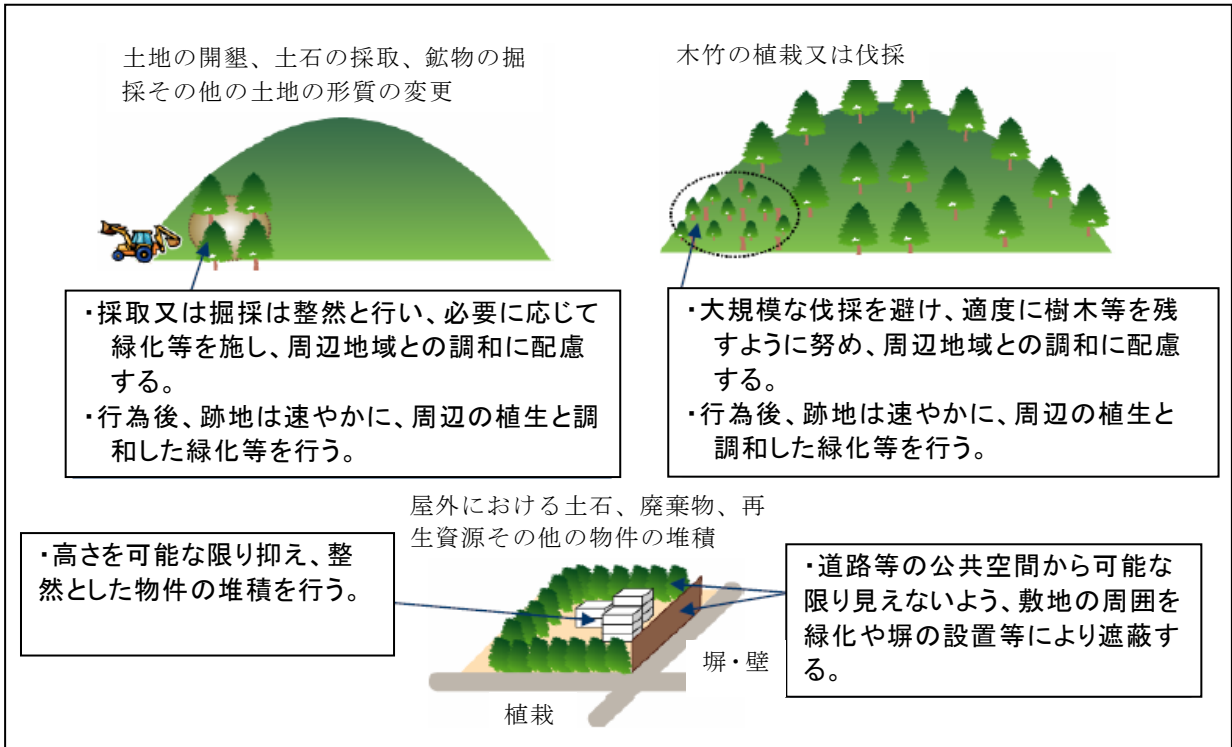 土地の開墾、土石の採取、鉱物の掘
採その他の土地の形質の変更
木竹の植栽又は伐採
・採取又は掘採は整然と行い、必要に応じて
緑化等を施し、周辺地域との調和に配慮
する。
・行為後、跡地は速やかに、周辺の植生と調
和した緑化等を行う。
・大規模な伐採を避け、適度に樹木等を残
すように努め、周辺地域との調和に配慮
する。
・行為後、跡地は速やかに、周辺の植生と
調和した緑化等を行う。
屋外における土石、廃棄物、再
生資源その他の物件の堆積
・高さを可能な限り抑え、整
然とした物件の堆積を行う。
・道路等の公共空間から可能な
限り見えないよう、敷地の周囲を
緑化や塀の設置等により遮蔽す
る。
塀・壁
植栽